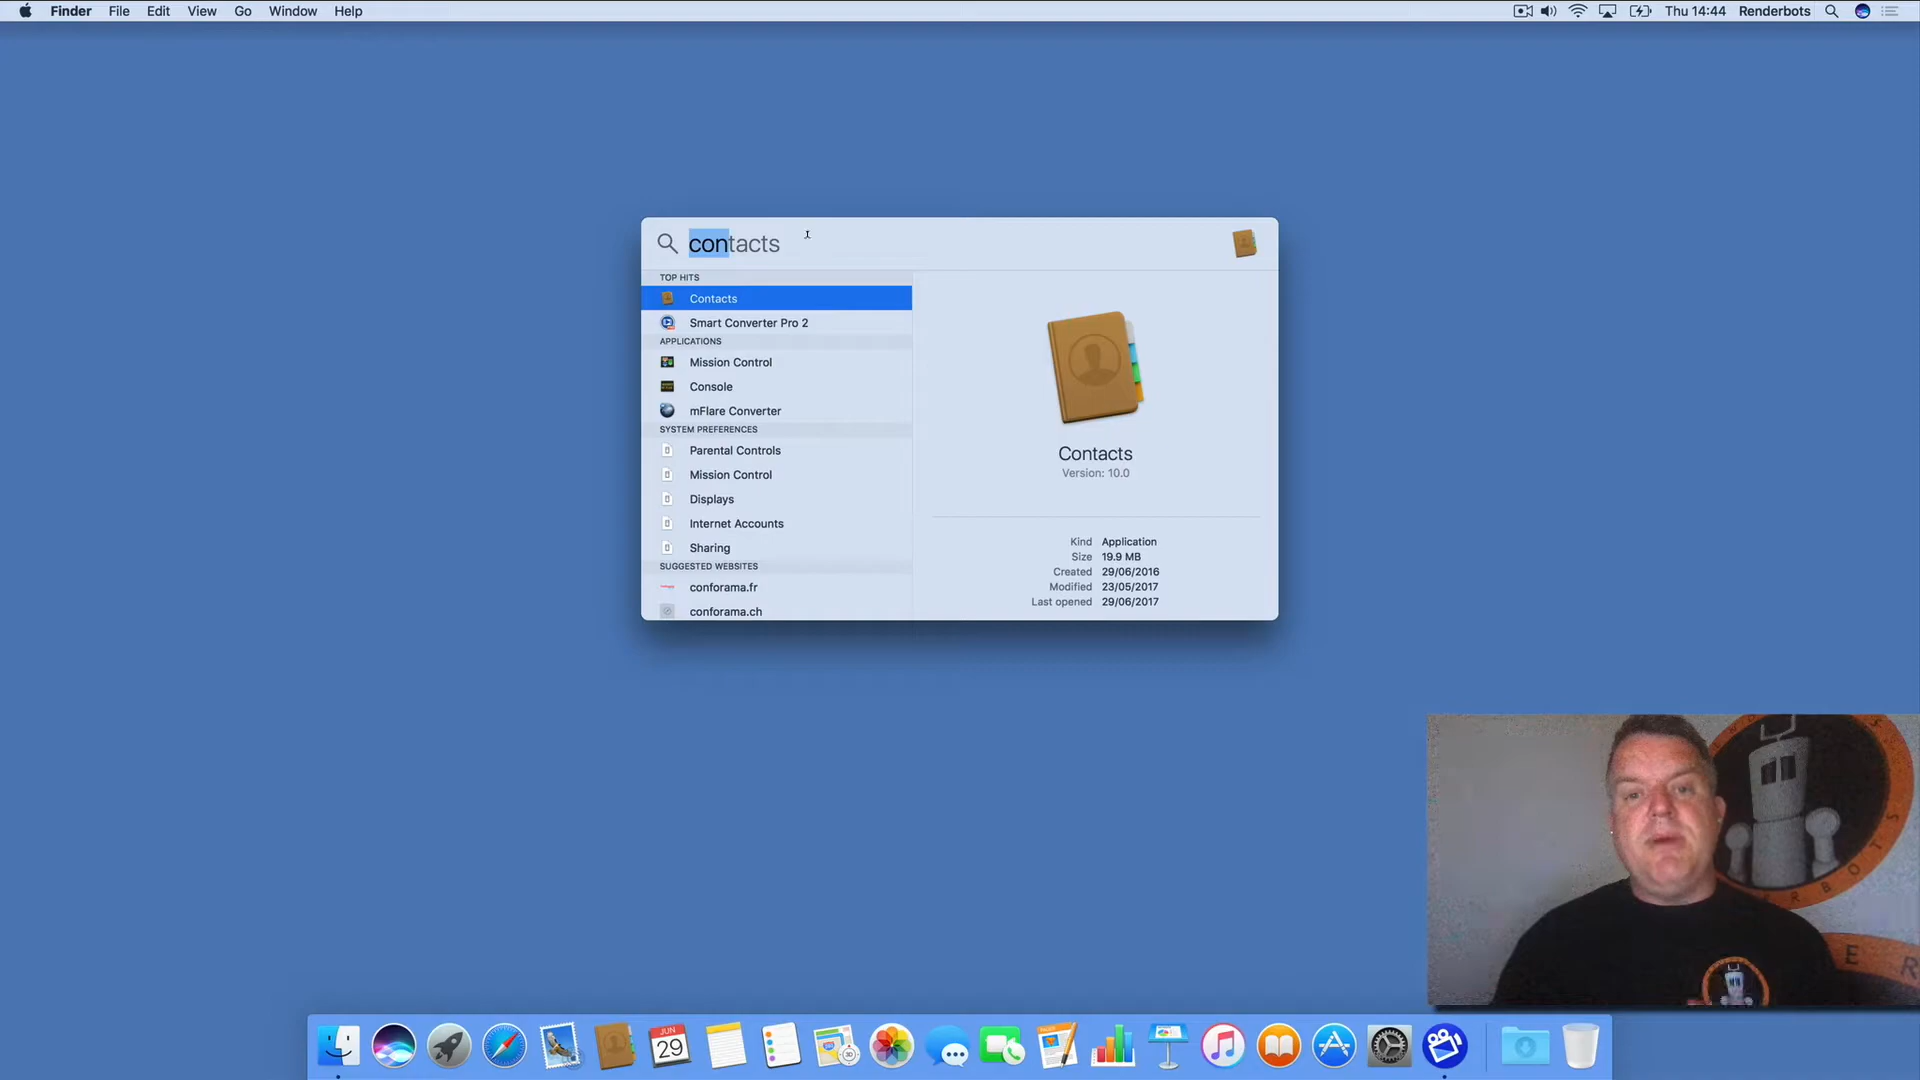 Finder File Edit View Go Window Help Thu 14:44 Renderbots
contacts
TOP HITS
Contacts
Smart Converter Pro 2
APPLICATIONS
Mission Control
Console
mFlare Converter
SYSTEM PREFERENCES
Parental Controls
Mission Control
Displays
Internet Accounts
Sharing
SUGGESTED WEBSITES
conforama.fr
conforama.ch
Contacts
Version: 10.0
Kind Application
Size 19.9 MB
Created 29/06/2016
Modified 23/05/2017
Last opened 29/06/2017
JUN
29
3D